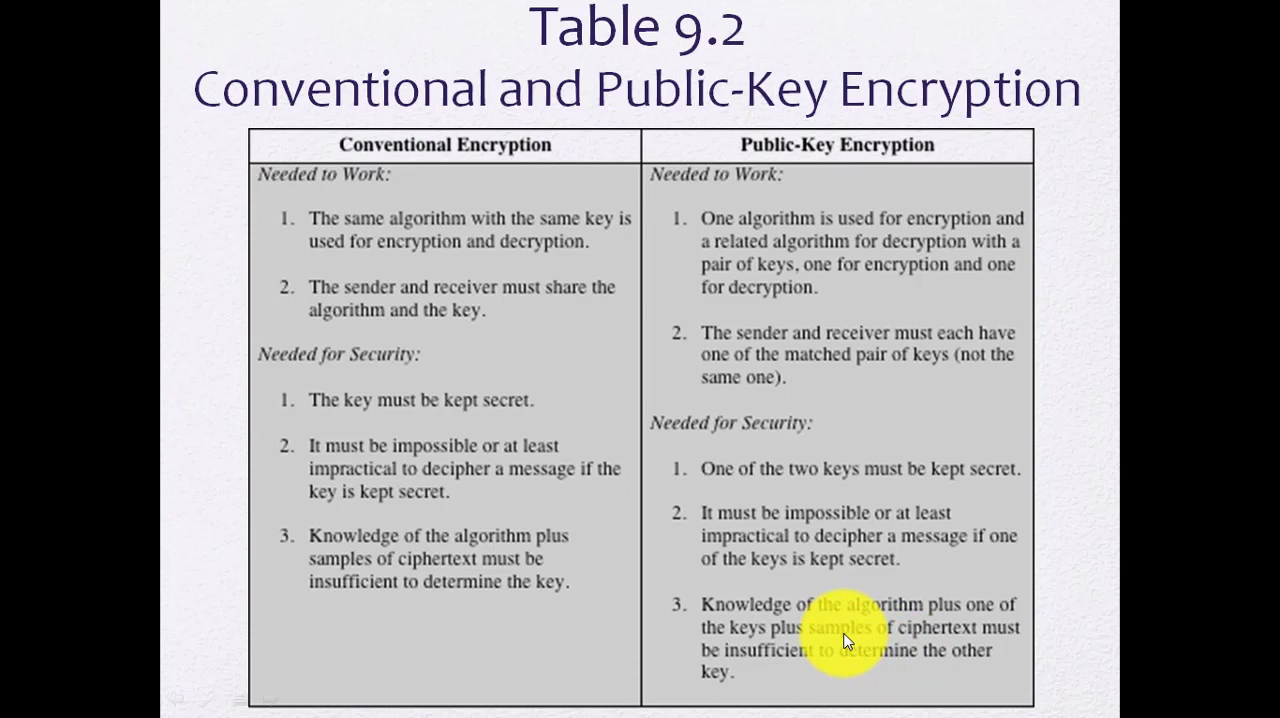 Table 9.2
Conventional and Public-Key Encryption
Conventional Encryption
Needed to Work:
1. The same algorithm with the same key is
used for encryption and decryption.
2. The sender and receiver must share the
algorithm and the key.
Needed for Security:
1. The key must be kept secret.
2. It must be impossible or at least
impractical to decipher a message if the
key is kept secret.
3. Knowledge of the algorithm plus
samples of ciphertext must be
insufficient to determine the key.
Public-Key Encryption
Needed to Work:
1. One algorithm is used for encryption and
a related algorithm for decryption with a
pair of keys, one for encryption and one
for decryption.
2. The sender and receiver must each have
one of the matched pair of keys (not the
same one).
Needed for Security:
1. One of the two keys must be kept secret.
2. It must be impossible or at least
impractical to decipher a message if one
of the keys is kept secret.
3. Knowledge of the algorithm plus one of
the keys plus samples of ciphertext must
be insufficient to determine the other
key.